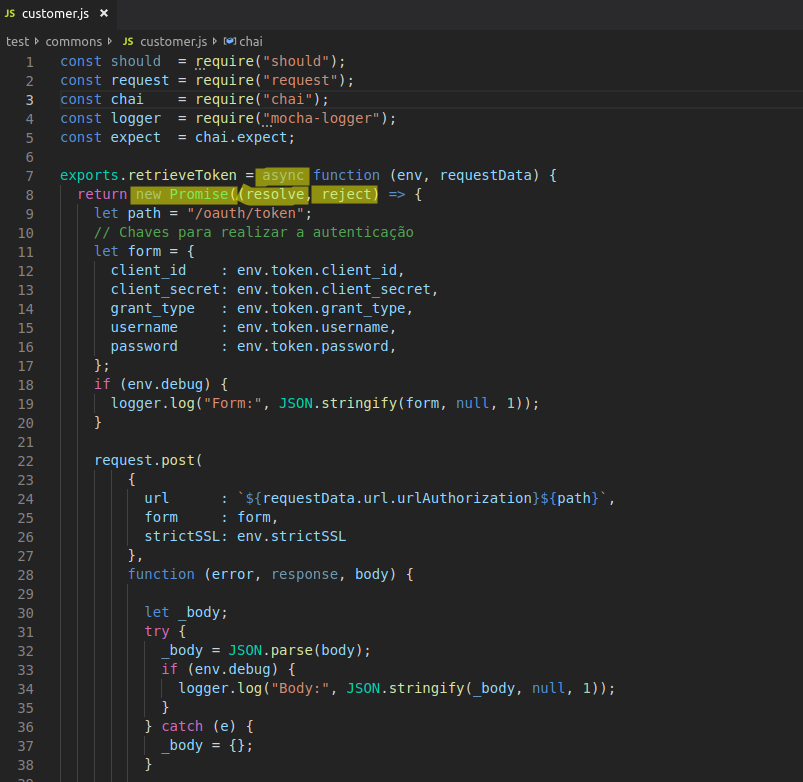 JS customer.js ×
test commons JS customer.js chai
1 const should  = require("should");
2 const request = require("request");
3 const chai    = require("chai");
4 const logger  = require("mocha-logger");
5 const expect  = chai.expect;
6
7 exports.retrieveToken = async function (env, requestData) {
8   return new Promise((resolve, reject) => {
9     let path = "/oauth/token";
10     // Chaves para realizar a autenticação
11     let form = {
12       client_id    : env.token.client_id,
13       client_secret: env.token.client_secret,
14       grant_type   : env.token.grant_type,
15       username     : env.token.username,
16       password     : env.token.password,
17     };
18     if (env.debug) {
19       logger.log("Form:", JSON.stringify(form, null, 1));
20     }
21
22     request.post(
23         {
24           url      : `${requestData.url.urlAuthorization}${path}`,
25           form     : form,
26           strictSSL: env.strictSSL
27         },
28         function (error, response, body) {
29
30           let _body;
31           try {
32             _body = JSON.parse(body);
33             if (env.debug) {
34               logger.log("Body:", JSON.stringify(_body, null, 1));
35             }
36           } catch (e) {
37             _body = {};
38           }